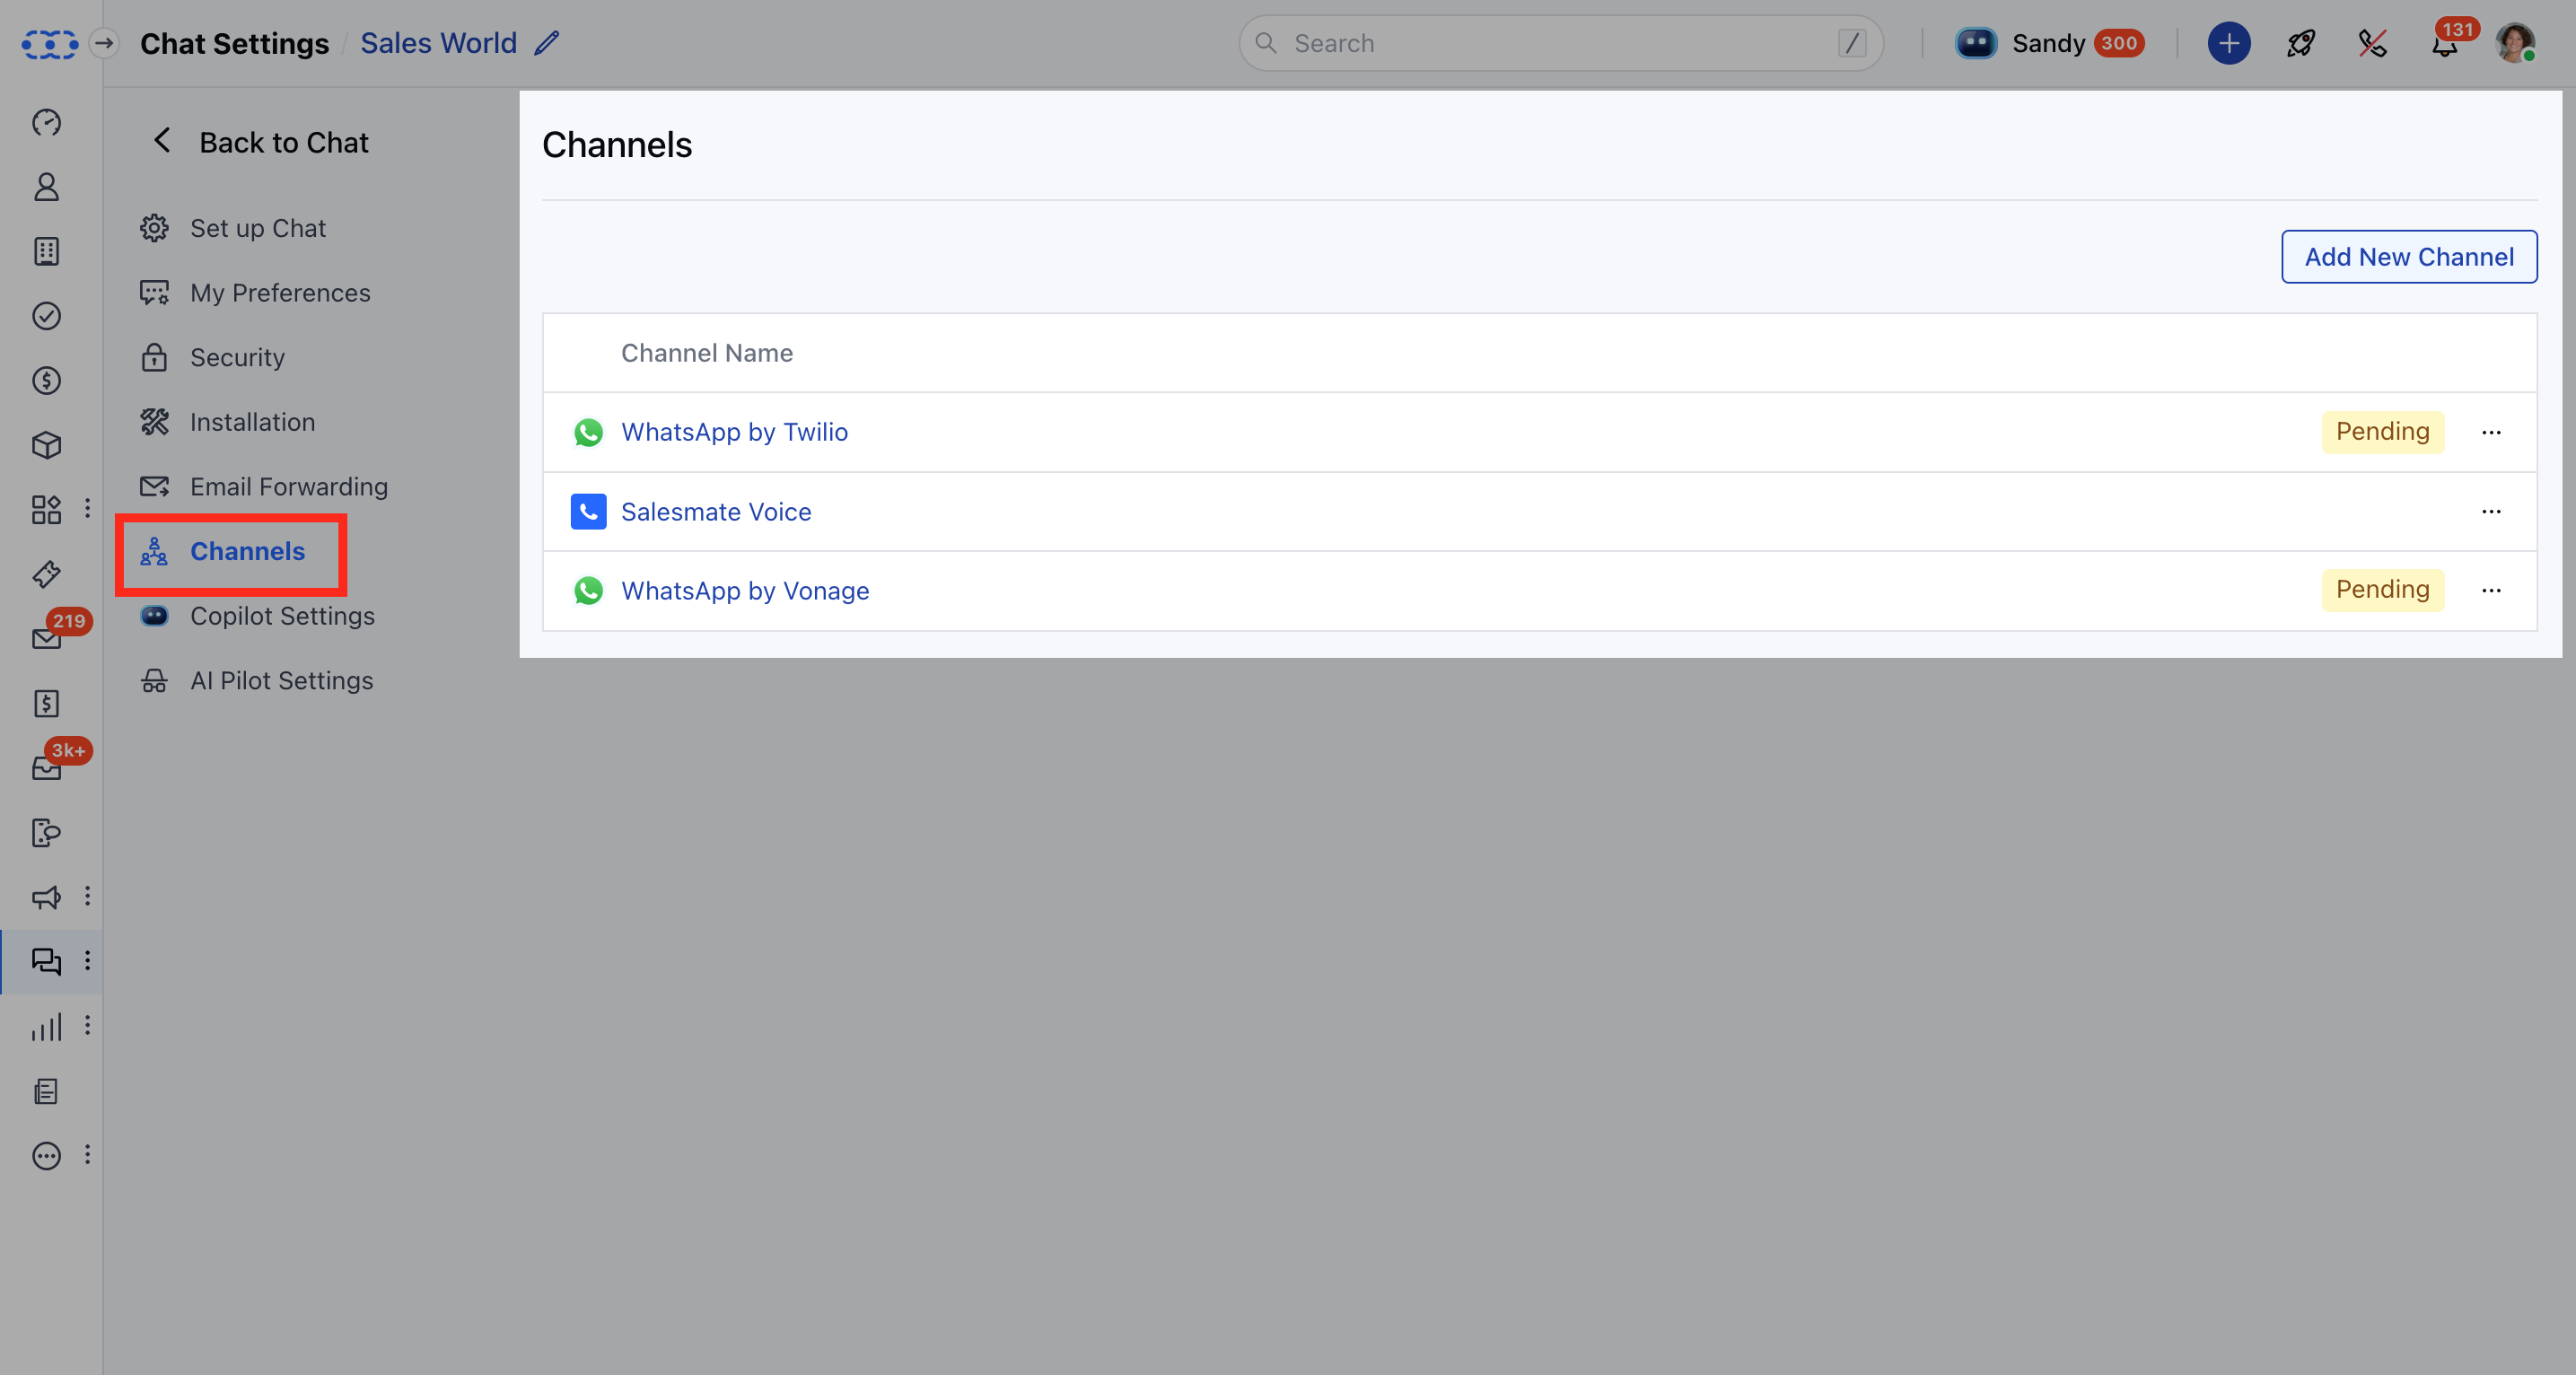 Chat Settings / Sales World
Search /
Sandy 300
131
Back to Chat
Set up Chat
My Preferences
Security
Installation
Email Forwarding
Channels
Copilot Settings
AI Pilot Settings
219
3k+
Channels
Add New Channel
Channel Name
WhatsApp by Twilio Pending
Salesmate Voice
WhatsApp by Vonage Pending